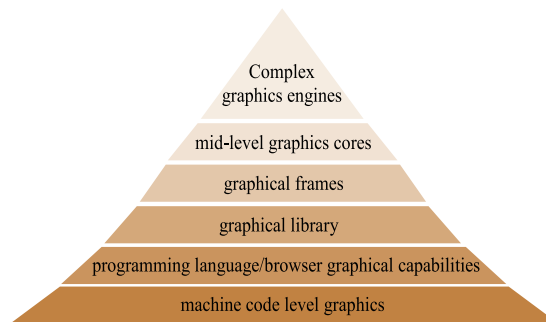 Complex
graphics engines
mid-level graphics cores
graphical frames
graphical library
programming language/browser graphical capabilities
machine code level graphics